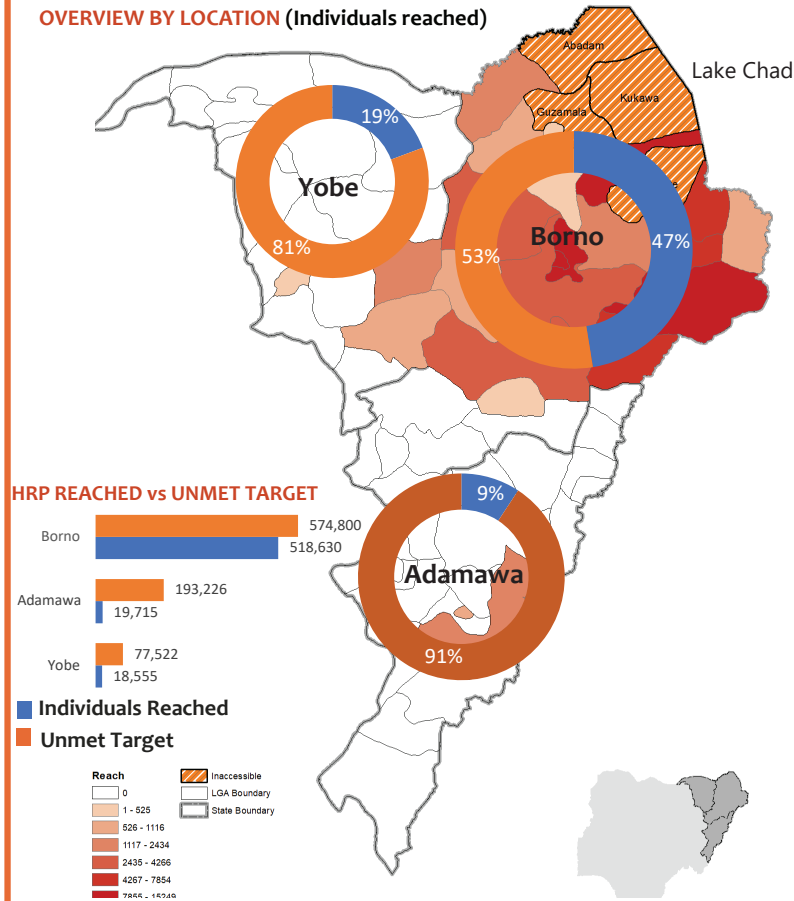 OVERVIEW BY LOCATION (Individuals reached)
Abadam
Lake Chad
Kukawa
Guzamala
19%
Yobe
81%
Borno
47%
53%
HRP REACHED vs UNMET TARGET
9%
Borno
574,800
518,630
Adamawa
Adamawa
193,226
19,715
91%
Yobe
77,522
18,555
Individuals Reached
Unmet Target
Reach
Inaccessible
0
LGA Boundary
1 - 525
State Boundary
526 - 1116
1117 - 2434
2435 - 4266
4267 - 7854
7855 - 15249